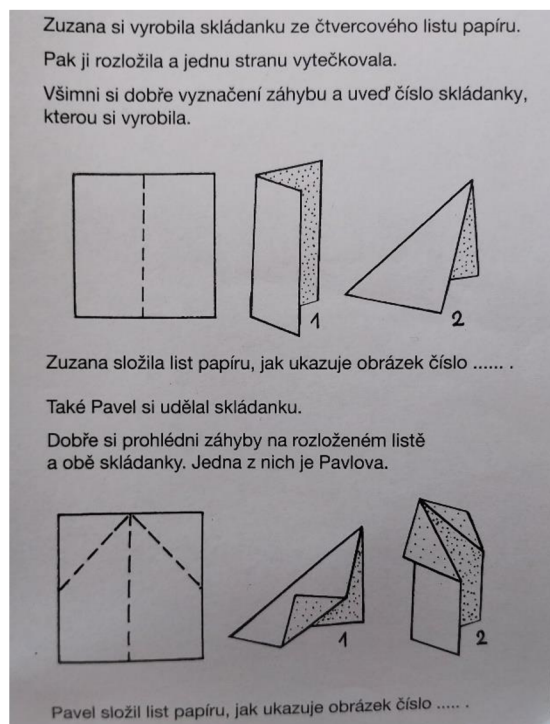 Zuzana si vyrobila skládanku ze čtvercového listu papíru.
Pak ji rozložila a jednu stranu vytečkovala.
Všimni si dobře vyznačení záhybu a uveď číslo skládanky,
kterou si vyrobila.
1
2
Zuzana složila list papíru, jak ukazuje obrázek číslo ...... .
Také Pavel si udělal skládanku.
Dobře si prohlédni záhyby na rozloženém listě
a obě skládanky. Jedna z nich je Pavlova.
1
2
Pavel složil list papíru, jak ukazuje obrázek číslo ..... .